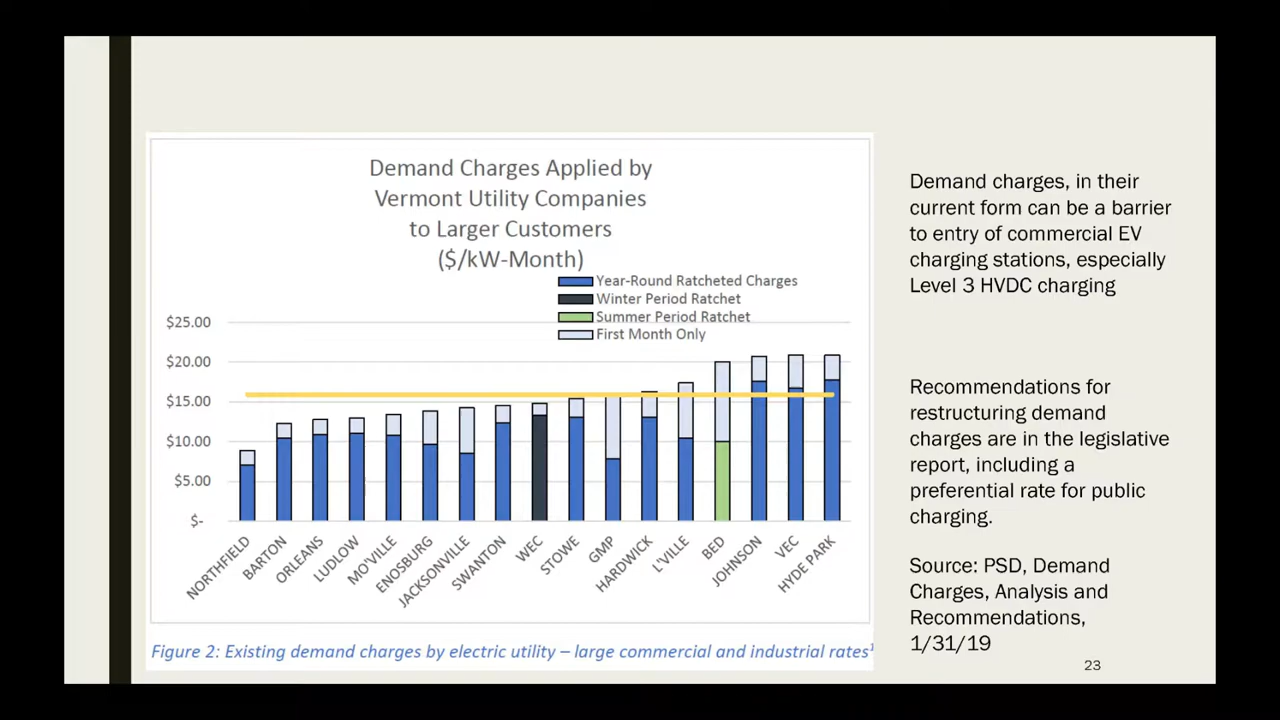 Demand Charges Applied by
Vermont Utility Companies
to Larger Customers
($/kW-Month)
Year-Round Ratcheted Charges
Winter Period Ratchet
Summer Period Ratchet
First Month Only
$25.00
$20.00
$15.00
$10.00
$5.00
$-
NORTHFIELD
BARTON
ORLEANS
LUDLOW
MO'VILLE
ENOSBURG
JACKSONVILLE
SWANTON
WEC
STOWE
GMP
HARDWICK
L'VILLE
BED
JOHNSON
VEC
HYDE PARK
Figure 2: Existing demand charges by electric utility – large commercial and industrial rates¹
Demand charges, in their
current form can be a barrier
to entry of commercial EV
charging stations, especially
Level 3 HVDC charging
Recommendations for
restructuring demand
charges are in the legislative
report, including a
preferential rate for public
charging.
Source: PSD, Demand
Charges, Analysis and
Recommendations,
1/31/19
23